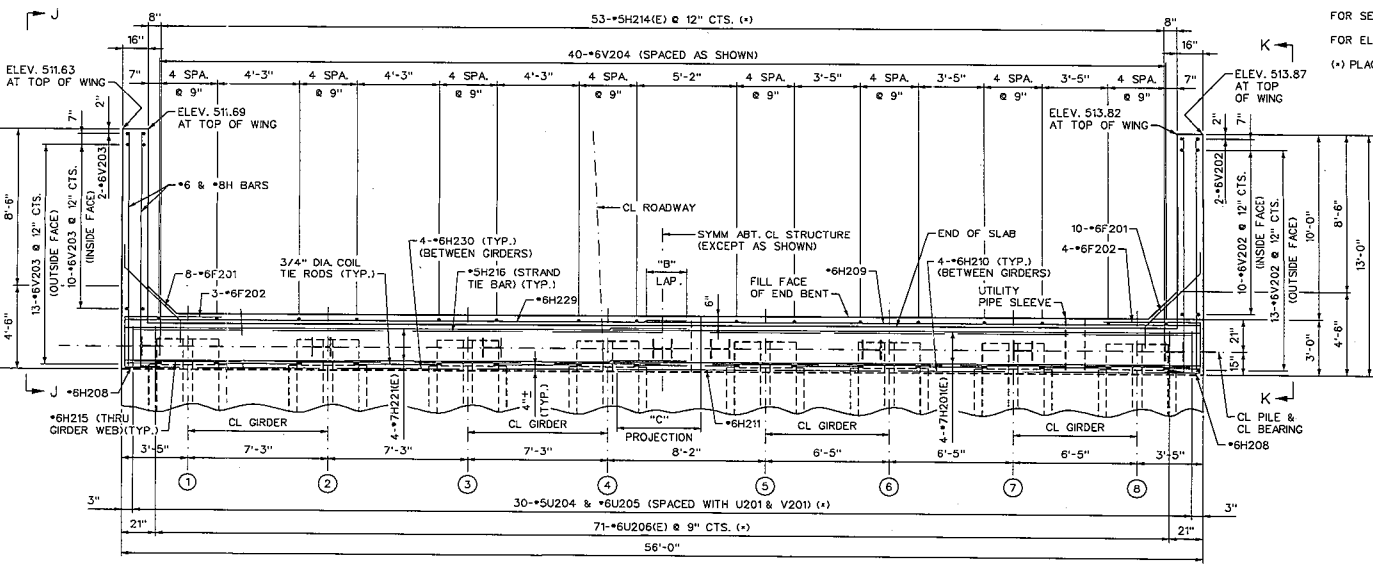 J
8"
53-•5H214(E) @ 12" CTS. (*)
8"
FOR SE
16"
40-•6V204 (SPACED AS SHOWN)
16"
K
FOR EL
(*) PLAC
ELEV. 511.63
AT TOP OF WING
7"
4 SPA.
@ 9"
4'-3"
4 SPA.
@ 9"
4'-3"
4 SPA.
@ 9"
4'-3"
4 SPA.
@ 9"
5'-2"
4 SPA.
@ 9"
3'-5"
4 SPA.
@ 9"
3'-5"
4 SPA.
@ 9"
3'-5"
4 SPA.
@ 9"
7"
ELEV. 513.87
AT TOP
OF WING
7"
2"
ELEV. 511.69
AT TOP OF WING
ELEV. 513.82
AT TOP OF WING
2"
7"
2-•6V203
2-•6V202
•6 & •8H BARS
8'-6"
13-•6V203 @ 12" CTS.
(OUTSIDE FACE)
10-•6V203 @ 12" CTS.
(INSIDE FACE)
4'-6"
CL ROADWAY
SYMM ABT. CL STRUCTURE
(EXCEPT AS SHOWN)
END OF SLAB
10-•6F201
4-•6F202
4-•6H230 (TYP.)
(BETWEEN GIRDERS)
3/4" DIA. COIL
TIE RODS (TYP.)
•5H216 (STRAND
TIE BAR) (TYP.)
"B"
LAP.
•6H209
4-•6H210 (TYP.)
(BETWEEN GIRDERS)
8-•6F201
3-•6F202
•6H229
6"
FILL FACE
OF END BENT
UTILITY
PIPE SLEEVE
10-•6V202 @ 12" CTS.
(INSIDE FACE)
13-•6V202 @ 12" CTS.
(OUTSIDE FACE)
10'-0"
8'-6"
13'-0"
15"
21"
3'-0"
4'-6"
J
•6H208
•6H215 (THRU
GIRDER WEB)(TYP.)
4-•7H221(E)
4"±
(TYP.)
"C"
PROJECTION
•6H211
4-•7H201(E)
K
CL PILE &
CL BEARING
•6H208
CL GIRDER
CL GIRDER
CL GIRDER
CL GIRDER
3'-5"
7'-3"
7'-3"
7'-3"
8'-2"
6'-5"
6'-5"
6'-5"
3'-5"
1
2
3
4
5
6
7
8
3"
30-•5U204 & •6U205 (SPACED WITH U201 & V201) (*)
3"
21"
71-•6U206(E) @ 9" CTS. (*)
21"
56'-0"